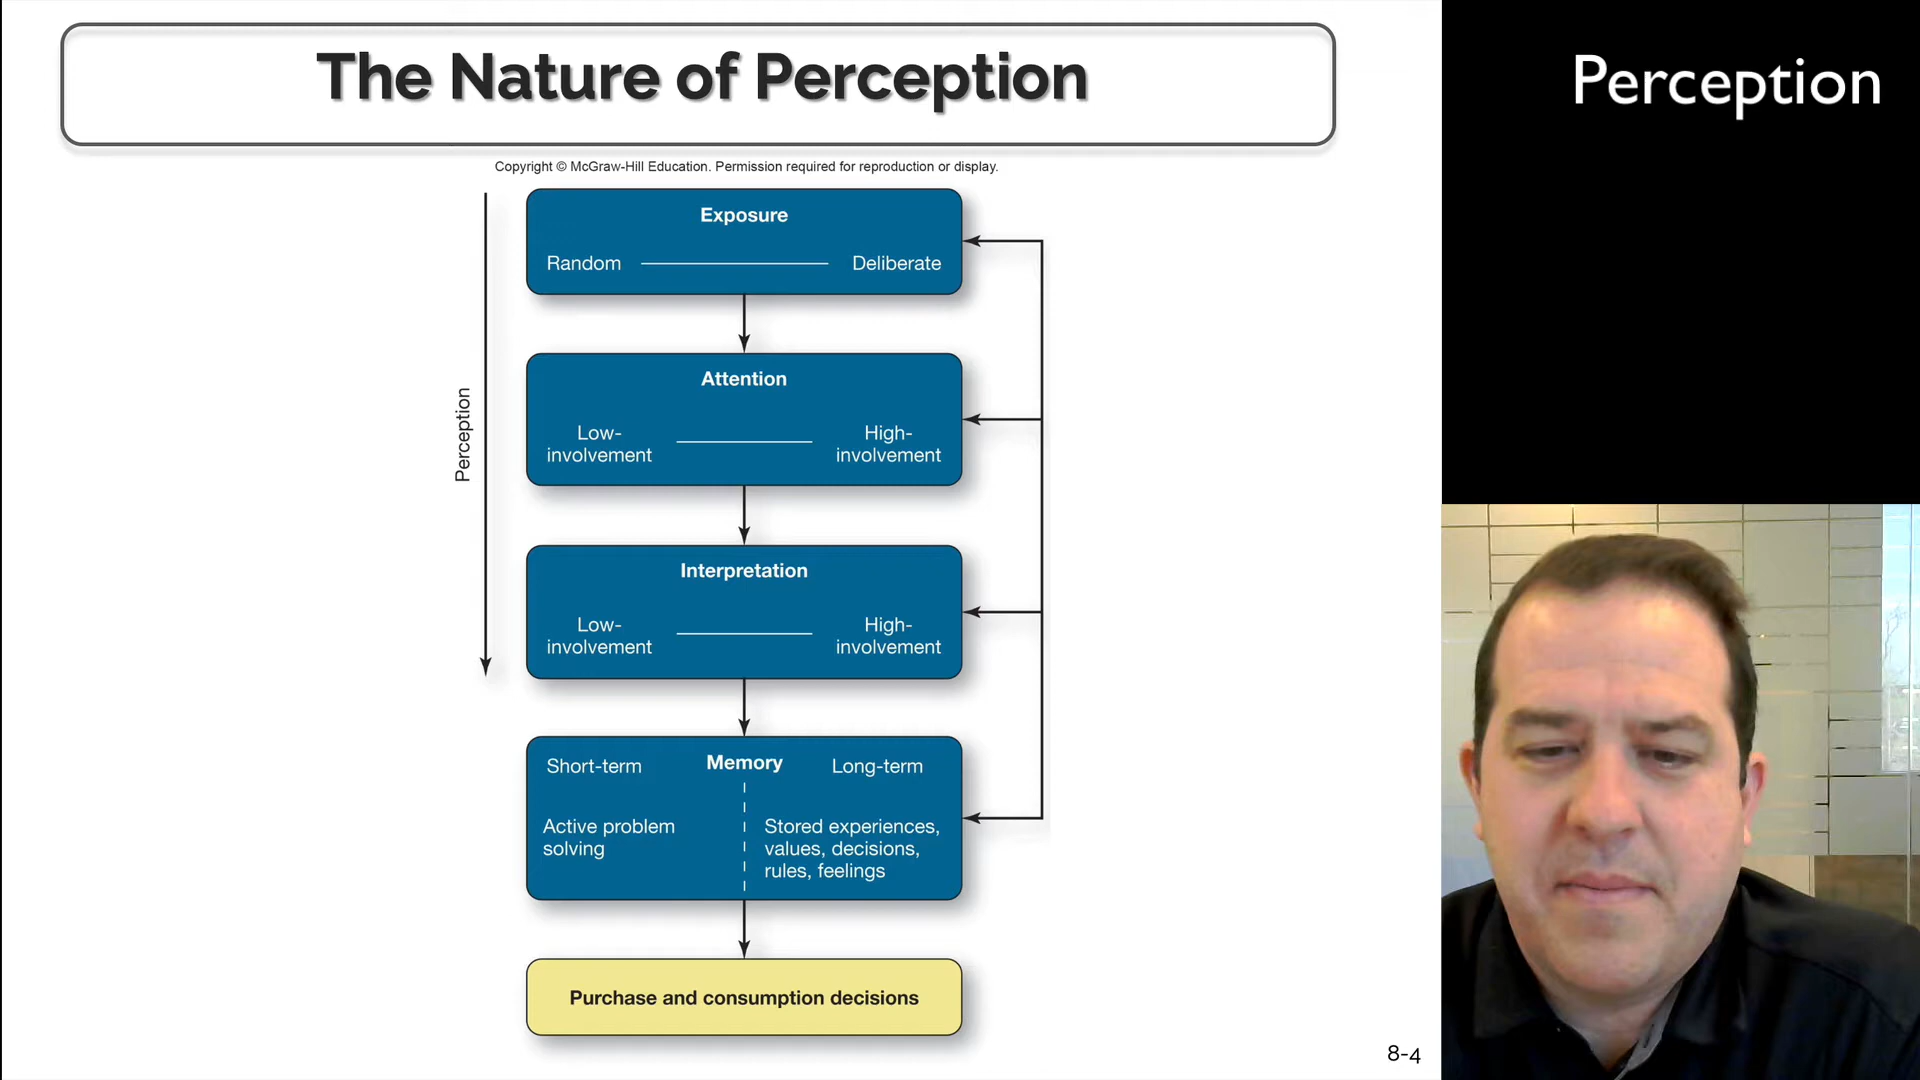 The Nature of Perception
Perception
Copyright © McGraw-Hill Education. Permission required for reproduction or display.
Perception
Exposure
Random
Deliberate
Attention
Low-
involvement
High-
involvement
Interpretation
Low-
involvement
High-
involvement
Short-term
Memory
Long-term
Active problem
solving
Stored experiences,
values, decisions,
rules, feelings
Purchase and consumption decisions
8-4